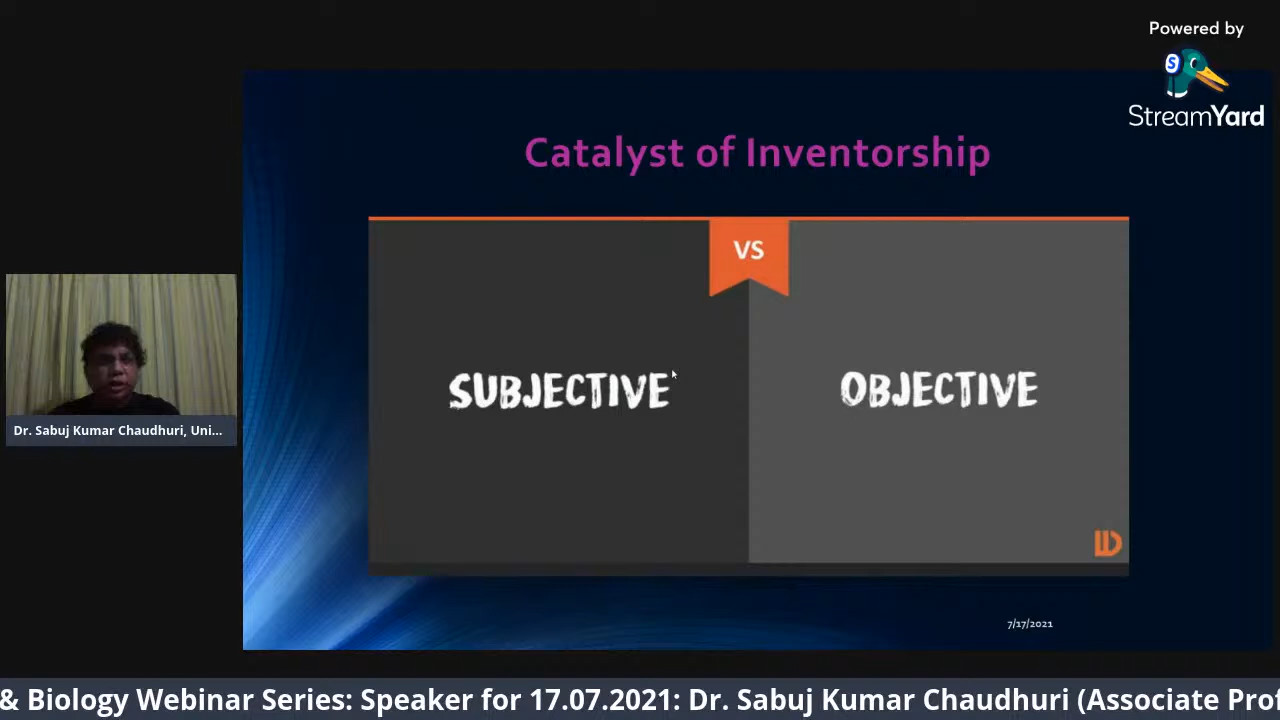 Powered by
StreamYard
Catalyst of Inventorship
VS
SUBJECTIVE
OBJECTIVE
Dr. Sabuj Kumar Chaudhuri, Uni...
7/17/2021
& Biology Webinar Series: Speaker for 17.07.2021: Dr. Sabuj Kumar Chaudhuri (Associate Prof